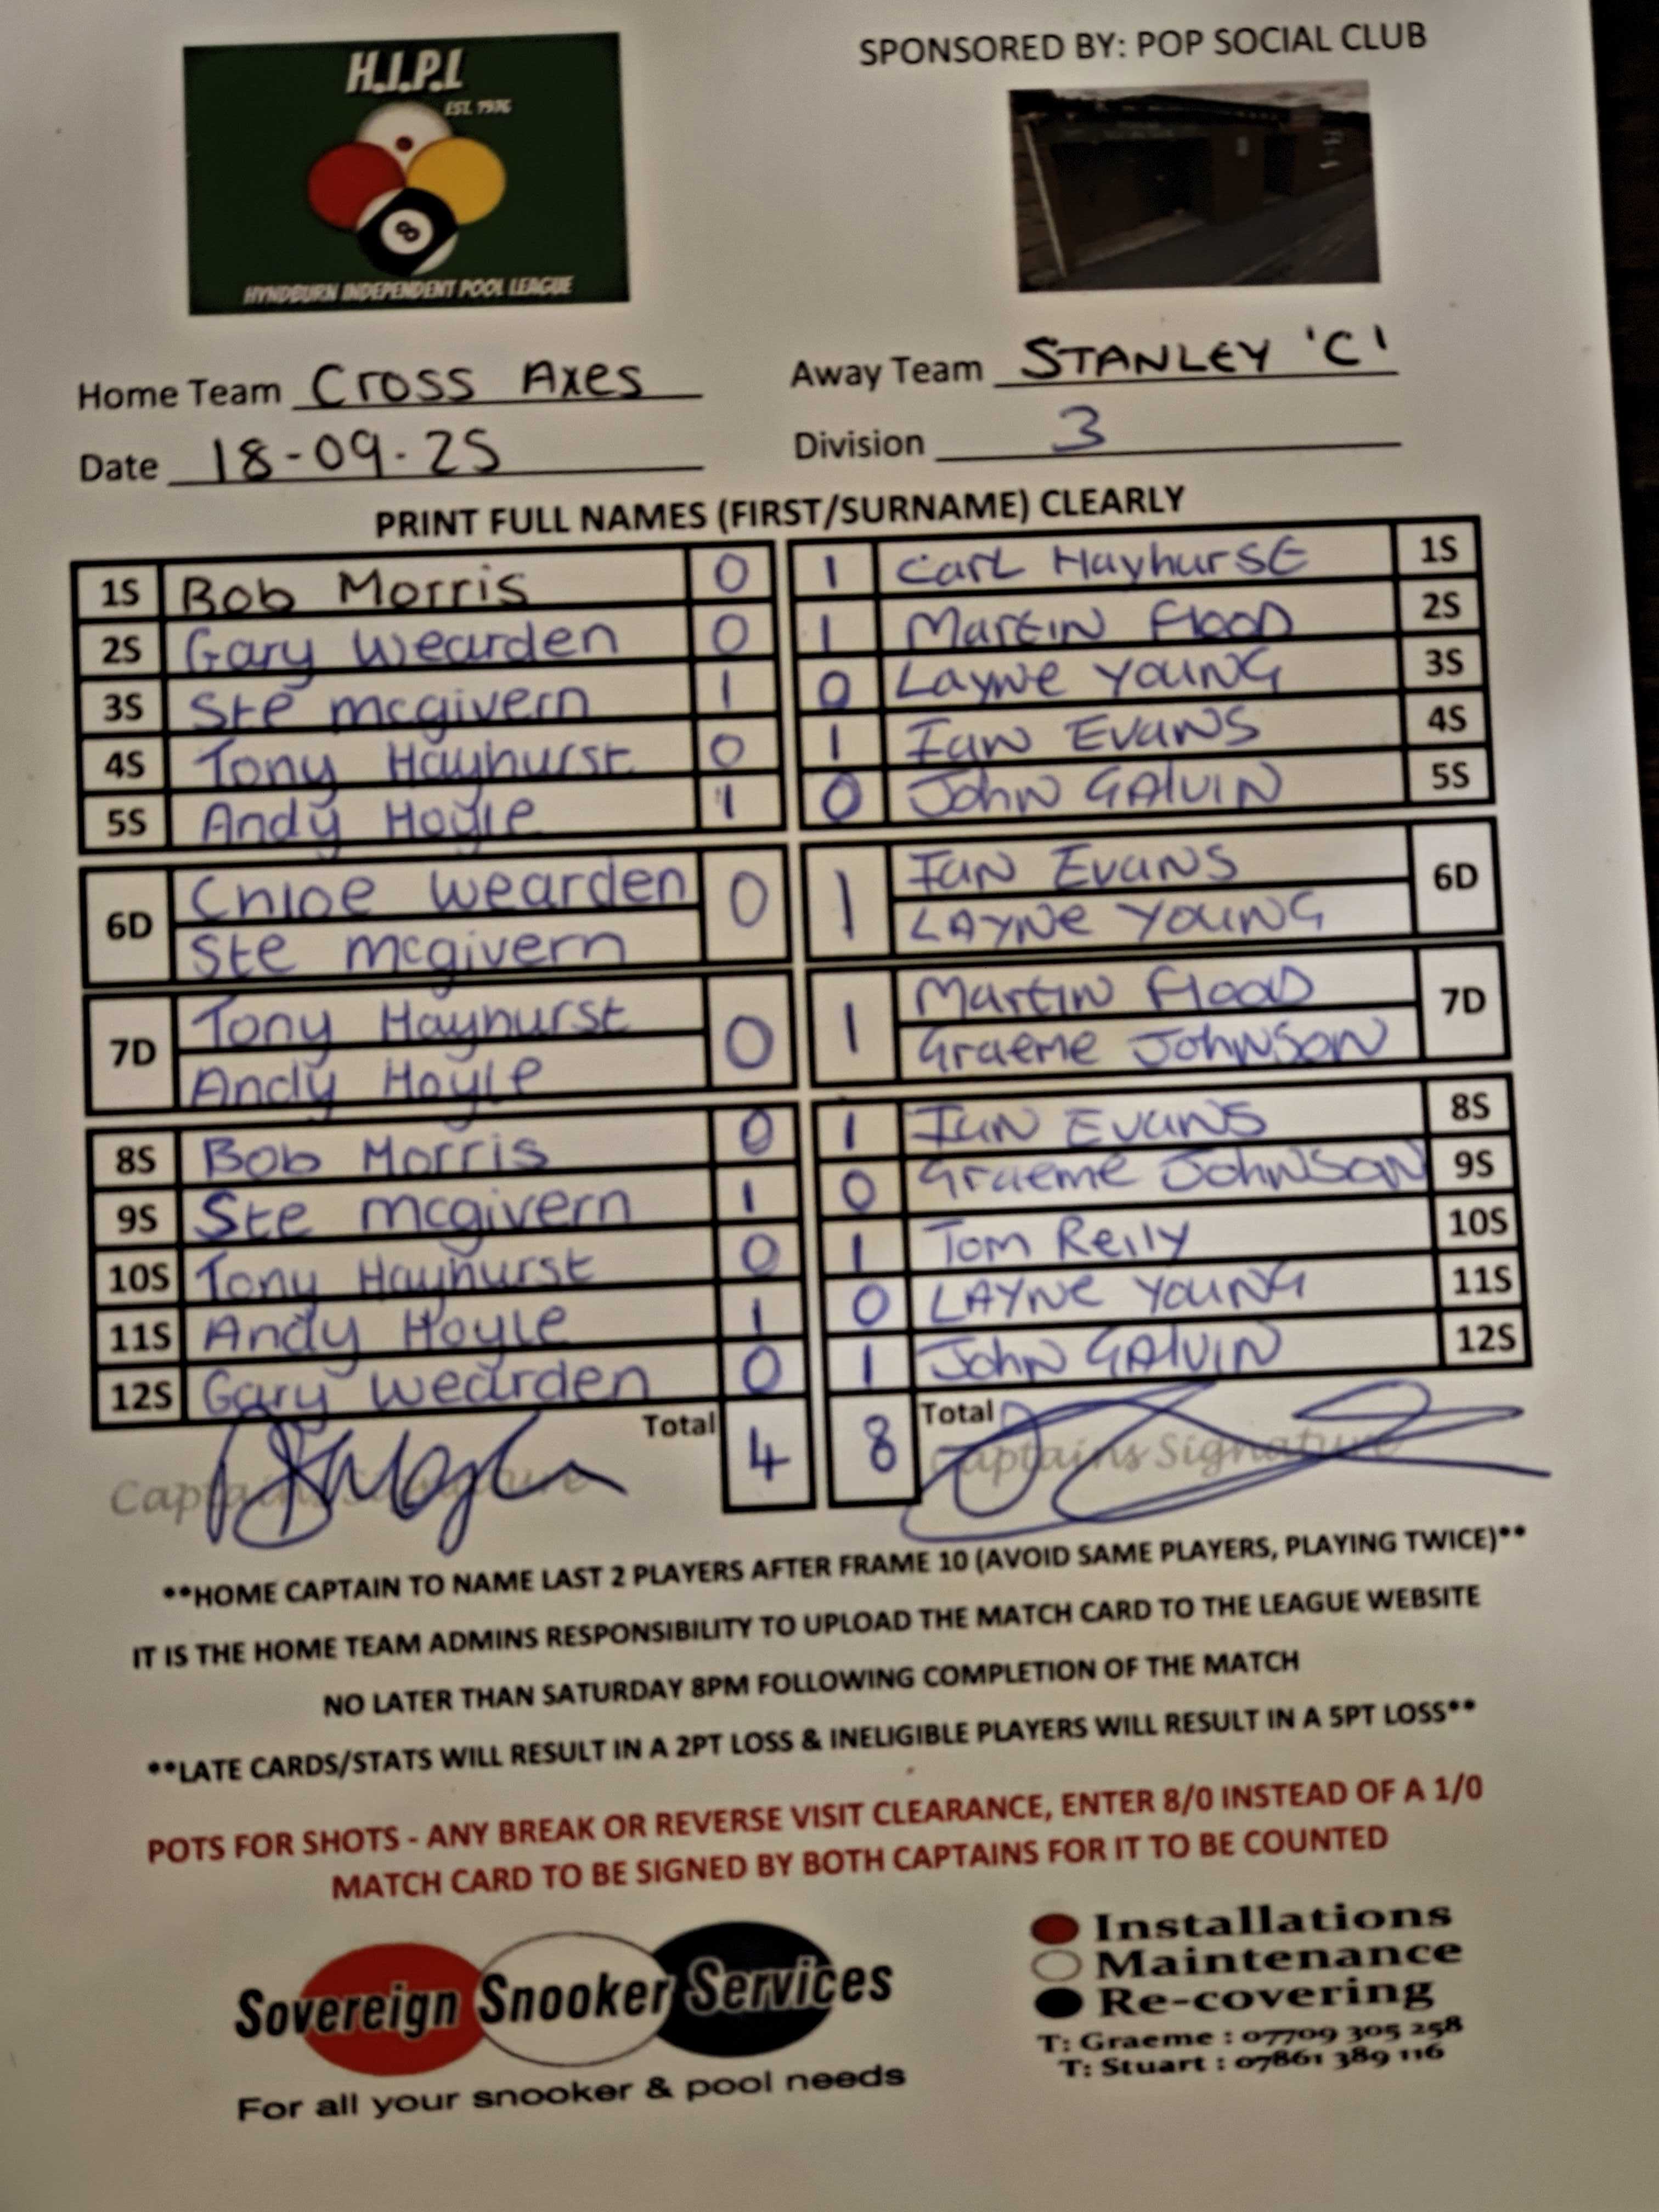 H.I.P.L
EST. 1976
HYNDBURN INDEPENDENT POOL LEAGUE
SPONSORED BY: POP SOCIAL CLUB
Home Team Cross Axes
Away Team STANLEY 'C'
Date 18-09-25
Division 3
PRINT FULL NAMES (FIRST/SURNAME) CLEARLY
1S Bob Morris 0 1 Carl Hayhurst 1S
2S Gary Wearden 0 1 Martin Flood 2S
3S Ste mcgivern 1 0 Layne Young 3S
4S Tony Hayhurst 0 1 Ian Evans 4S
5S Andy Hoyle 1 0 John GALVIN 5S
6D Chloe Wearden 0 1 Ian Evans 6D
Ste mcgivern LAYNe YOUNG
7D Tony Hayhurst 0 1 Martin Flood 7D
Andy Hoyle Graeme Johnson
8S Bob Morris 0 1 Ian Evans 8S
9S Ste mcgivern 1 0 Graeme Johnson 9S
10S Tony Hayhurst 0 1 Tom Reily 10S
11S Andy Hoyle 1 0 LAYNe YOUNG 11S
12S Gary Wearden 0 1 John GALVIN 12S
Total 4 8 Total
Captains Signature
Captains Signature
**HOME CAPTAIN TO NAME LAST 2 PLAYERS AFTER FRAME 10 (AVOID SAME PLAYERS, PLAYING TWICE)**
IT IS THE HOME TEAM ADMINS RESPONSIBILITY TO UPLOAD THE MATCH CARD TO THE LEAGUE WEBSITE
NO LATER THAN SATURDAY 8PM FOLLOWING COMPLETION OF THE MATCH
**LATE CARDS/STATS WILL RESULT IN A 2PT LOSS & INELIGIBLE PLAYERS WILL RESULT IN A 5PT LOSS**
POTS FOR SHOTS - ANY BREAK OR REVERSE VISIT CLEARANCE, ENTER 8/0 INSTEAD OF A 1/0
MATCH CARD TO BE SIGNED BY BOTH CAPTAINS FOR IT TO BE COUNTED
Sovereign Snooker Services
For all your snooker & pool needs
Installations
Maintenance
Re-covering
T: Graeme : 07709 305 258
T: Stuart : 07861 389 116